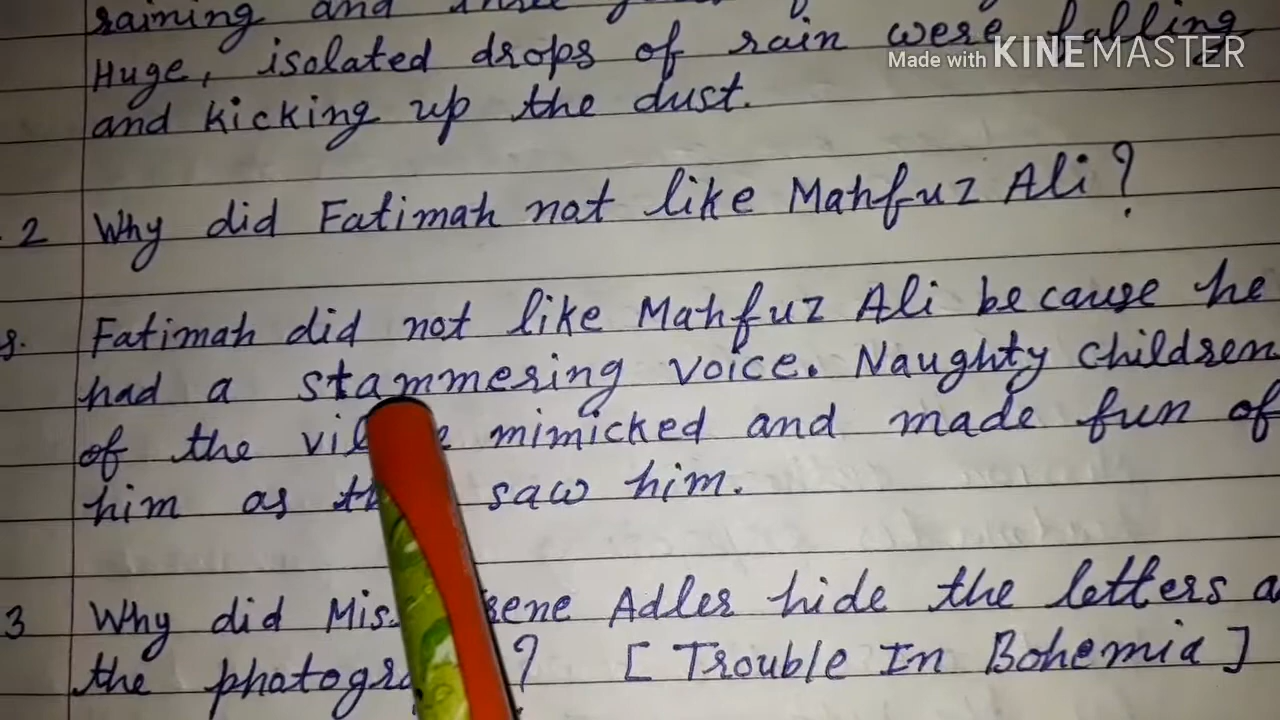 raining and
Huge, isolated drops of rain were falling
Made with KINEMASTER
and kicking up the dust.
2 Why did Fatimah not like Mahfuz Ali?
Fatimah did not like Mahfuz Ali because he
had a stammering voice. Naughty children
of the mimicked and made fun of
him as saw him.
3 Why did Adler hide the letters
the ? [Trouble In Bohemia]